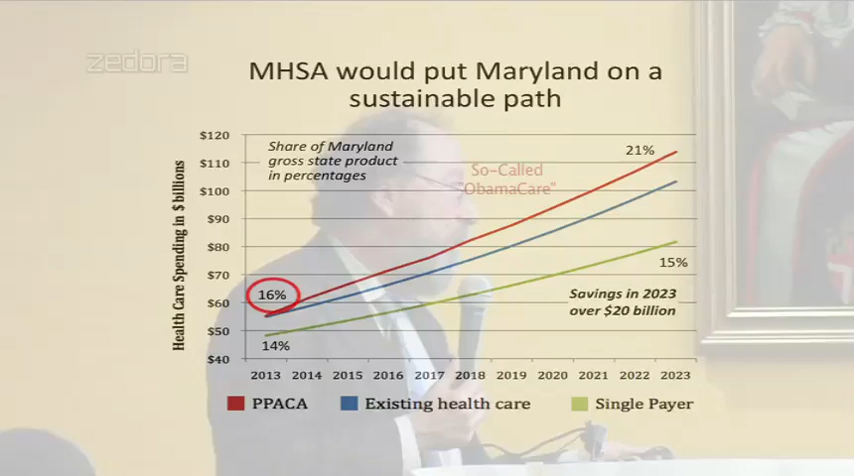 zedora
MHSA would put Maryland on a
sustainable path
$120
$110
$100
$90
$80
$70
$60
$50
$40
Health Care Spending in $ billions
Share of Maryland
gross state product
in percentages
So-Called
"ObamaCare"
21%
16%
14%
15%
Savings in 2023
over $20 billion
2013 2014 2015 2016 2017 2018 2019 2020 2021 2022 2023
PPACA Existing health care Single Payer